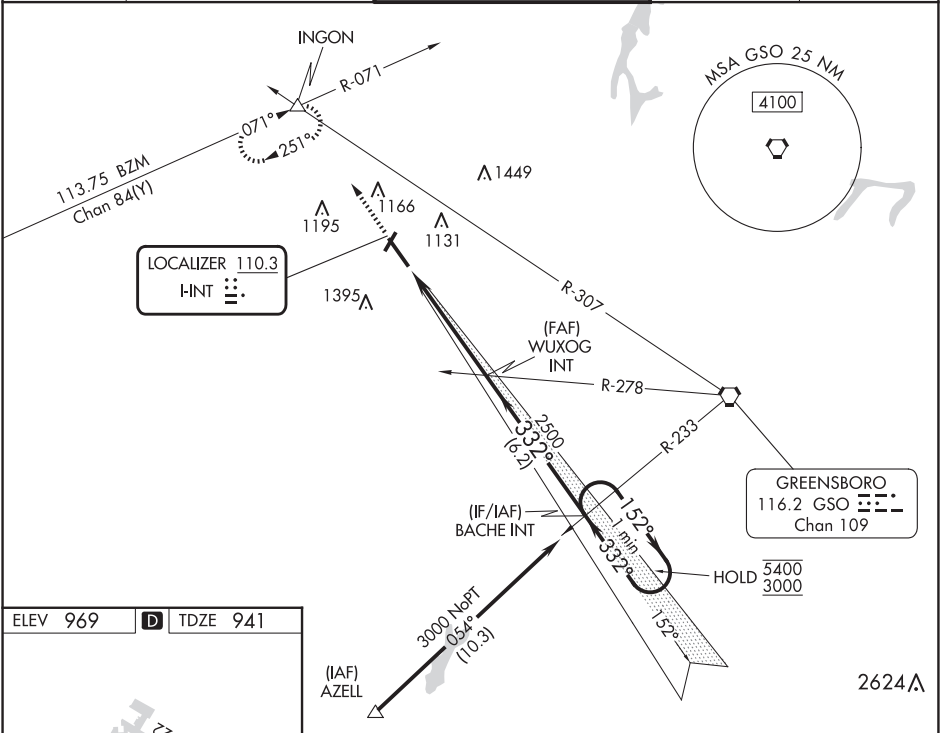 INGON
R-071
MSA GSO 25 NM
4100
071°
251°
113.75 BZM
Chan 84(Y)
1449
1166
1195
1131
LOCALIZER 110.3
I-INT
1395
R-307
(FAF)
WUXOG
INT
R-278
2500
332°
(6.2)
R-233
GREENSBORO
116.2 GSO
Chan 109
(IF/IAF)
BACHE INT
152°
1 min
332°
HOLD 5400
3000
3000 NoPT
054°
(10.3)
152°
(IAF)
AZELL
2624
ELEV 969 D TDZE 941
22